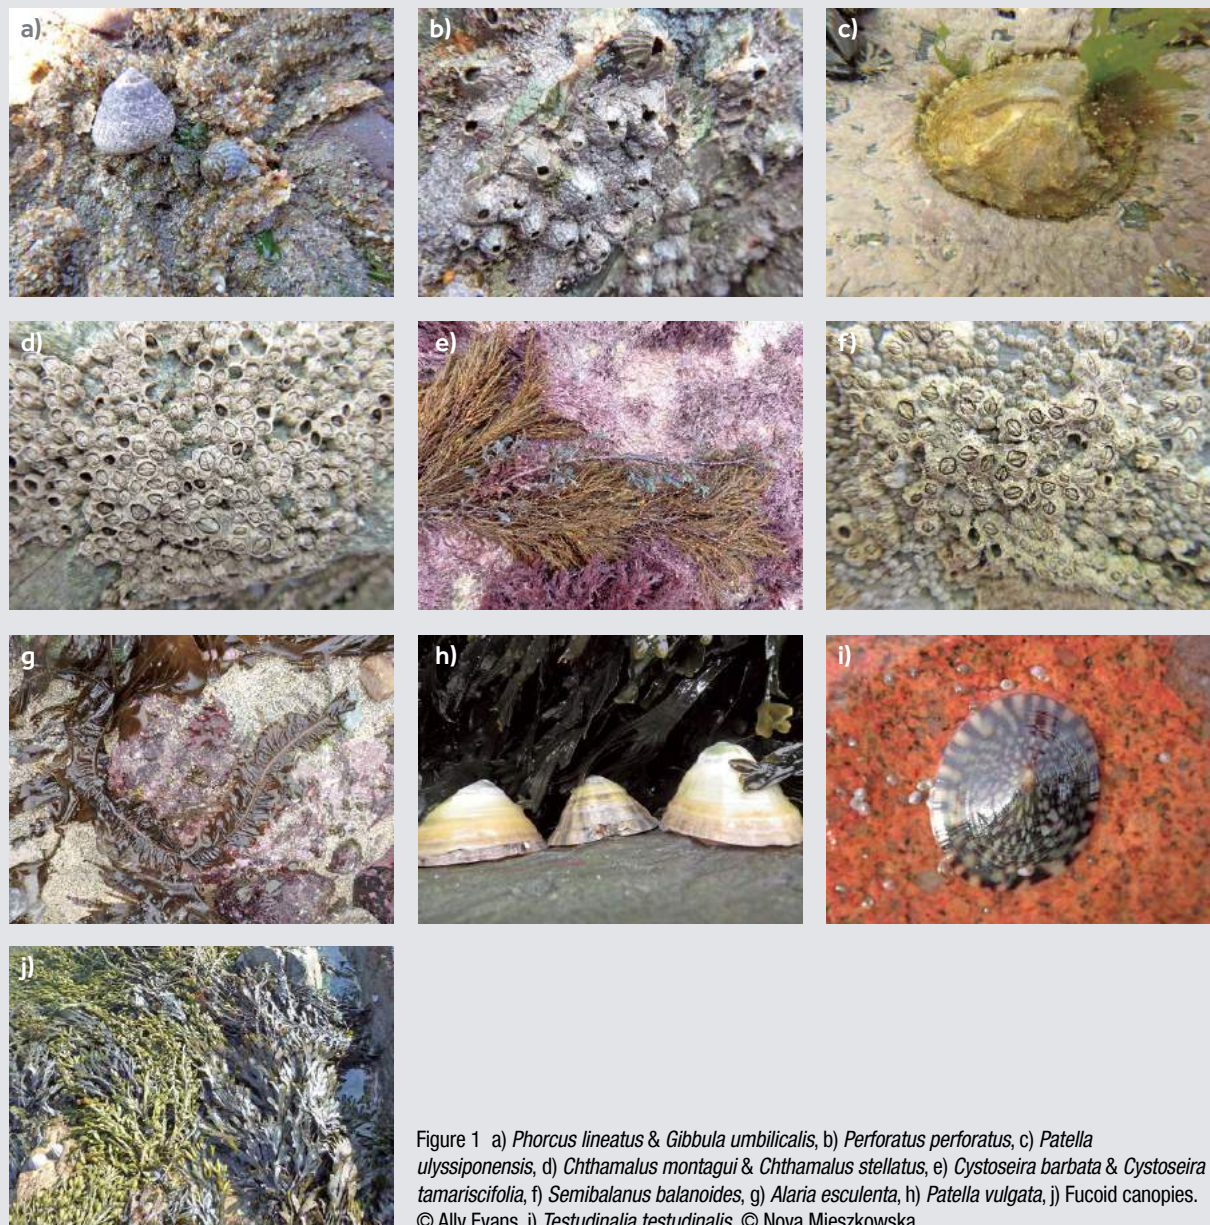 a).
b)
c)
d)
e)
f)
g
h)
i)
j)
Figure 1 a) Phorcus lineatus & Gibbula umbilicalis, b) Perforatus perforatus, c) Patella
ulyssiponensis, d) Chthamalus montagui & Chthamalus stellatus, e) Cystoseira barbata & Cystoseira
tamariscifolia, f) Semibalanus balanoides, g) Alaria esculenta, h) Patella vulgata, j) Fucoid canopies.
© Ally Evans. i) Testudinalia testudinalis. © Nova Mieszkowska